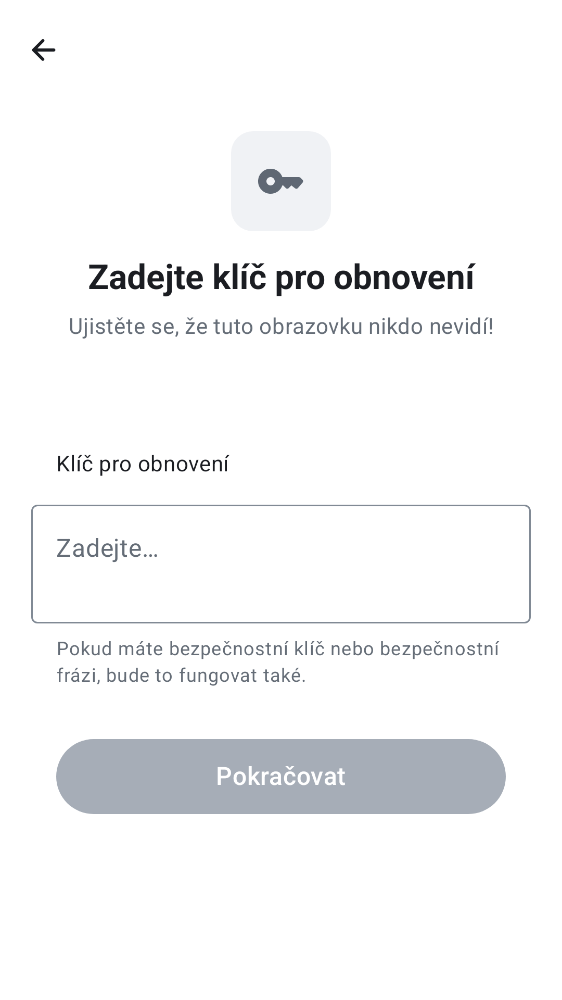 Zadejte klíč pro obnovení
Ujistěte se, že tuto obrazovku nikdo nevidí!
Klíč pro obnovení
Zadejte…
Pokud máte bezpečnostní klíč nebo bezpečnostní
frázi, bude to fungovat také.
Pokračovat